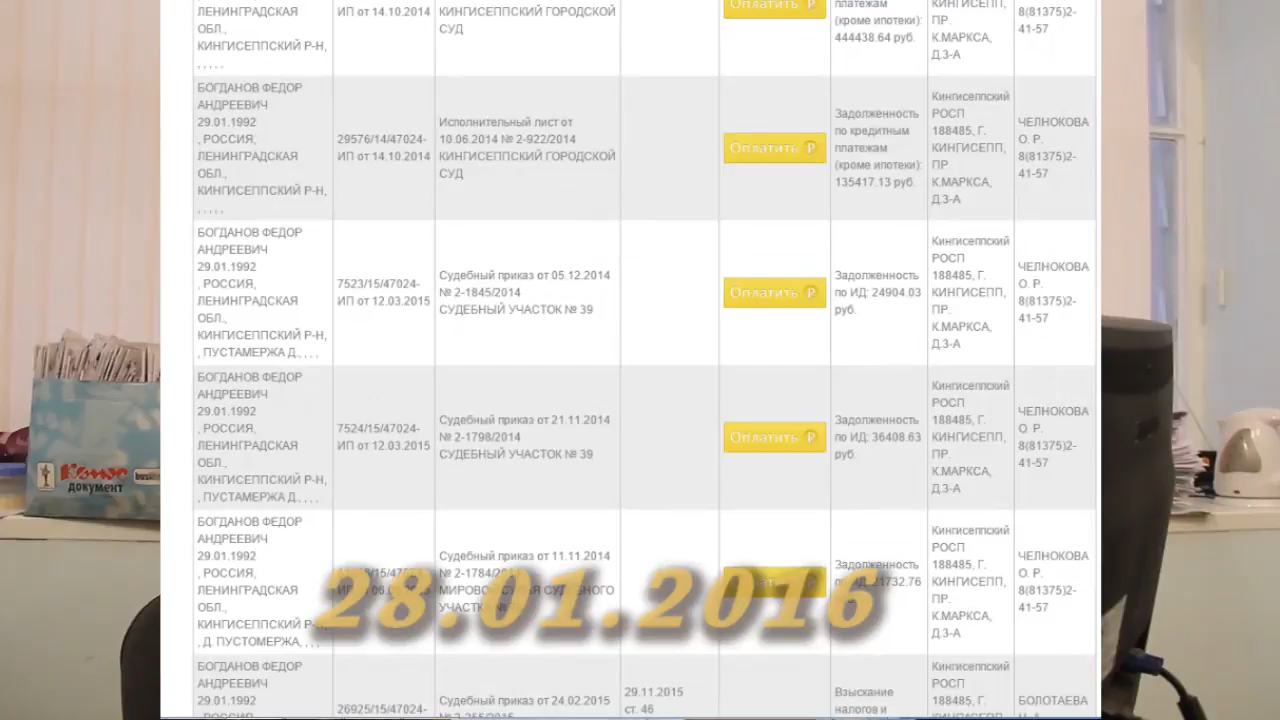 ЛЕНИНГРАДСКАЯ
ОБЛ.,
КИНГИСЕППСКИЙ Р-Н,
, , , , ,
ИП от 14.10.2014
КИНГИСЕППСКИЙ ГОРОДСКОЙ
СУД
Оплатить ₽
платежам
(кроме ипотеки):
444438.64 руб.
КИНГИСЕПП,
ПР.
К.МАРКСА,
Д.3-А
8(81375)2-
41-57
БОГДАНОВ ФЕДОР
АНДРЕЕВИЧ
29.01.1992
, РОССИЯ,
ЛЕНИНГРАДСКАЯ
ОБЛ.,
КИНГИСЕППСКИЙ Р-Н,
, , , , ,
29576/14/47024-
ИП от 14.10.2014
Исполнительный лист от
10.06.2014 № 2-922/2014
КИНГИСЕППСКИЙ ГОРОДСКОЙ
СУД
Оплатить ₽
Задолженность
по кредитным
платежам
(кроме ипотеки):
135417.13 руб.
Кингисеппский
РОСП
188485, Г.
КИНГИСЕПП,
ПР.
К.МАРКСА,
Д.3-А
ЧЕЛНОКОВА
О. Р.
8(81375)2-
41-57
БОГДАНОВ ФЕДОР
АНДРЕЕВИЧ
29.01.1992
, РОССИЯ,
ЛЕНИНГРАДСКАЯ
ОБЛ.,
КИНГИСЕППСКИЙ Р-Н,
, ПУСТАМЕРЖА Д., , , ,
7523/15/47024-
ИП от 12.03.2015
Судебный приказ от 05.12.2014
№ 2-1845/2014
СУДЕБНЫЙ УЧАСТОК № 39
Оплатить ₽
Задолженность
по ИД: 24904.03
руб.
Кингисеппский
РОСП
188485, Г.
КИНГИСЕПП,
ПР.
К.МАРКСА,
Д.3-А
ЧЕЛНОКОВА
О. Р.
8(81375)2-
41-57
БОГДАНОВ ФЕДОР
АНДРЕЕВИЧ
29.01.1992
, РОССИЯ,
ЛЕНИНГРАДСКАЯ
ОБЛ.,
КИНГИСЕППСКИЙ Р-Н,
, ПУСТАМЕРЖА Д., , , ,
7524/15/47024-
ИП от 12.03.2015
Судебный приказ от 21.11.2014
№ 2-1798/2014
СУДЕБНЫЙ УЧАСТОК № 39
Оплатить ₽
Задолженность
по ИД: 36408.63
руб.
Кингисеппский
РОСП
188485, Г.
КИНГИСЕПП,
ПР.
К.МАРКСА,
Д.3-А
ЧЕЛНОКОВА
О. Р.
8(81375)2-
41-57
БОГДАНОВ ФЕДОР
АНДРЕЕВИЧ
29.01.1992
, РОССИЯ,
ЛЕНИНГРАДСКАЯ
ОБЛ.,
КИНГИСЕППСКИЙ Р-Н,
, Д. ПУСТОМЕРЖА, , , ,
Судебный приказ от 11.11.2014
№ 2-1784/
МИРОВОЙ
Задолженность
21732.76
Кингисеппский
РОСП
188485, Г.
КИНГИСЕПП,
ПР.
К.МАРКСА,
Д.3-А
ЧЕЛНОКОВА
О. Р.
8(81375)2-
41-57
28.01.2016
БОГДАНОВ ФЕДОР
АНДРЕЕВИЧ
29.01.1992
26925/15/47024-
Судебный приказ от 24.02.2015
29.11.2015
ст. 46
Взыскание
налогов и
Кингисеппский
РОСП
188485, Г.
КИНГИСЕПП,
БОЛОТАЕВА
Комус
документ